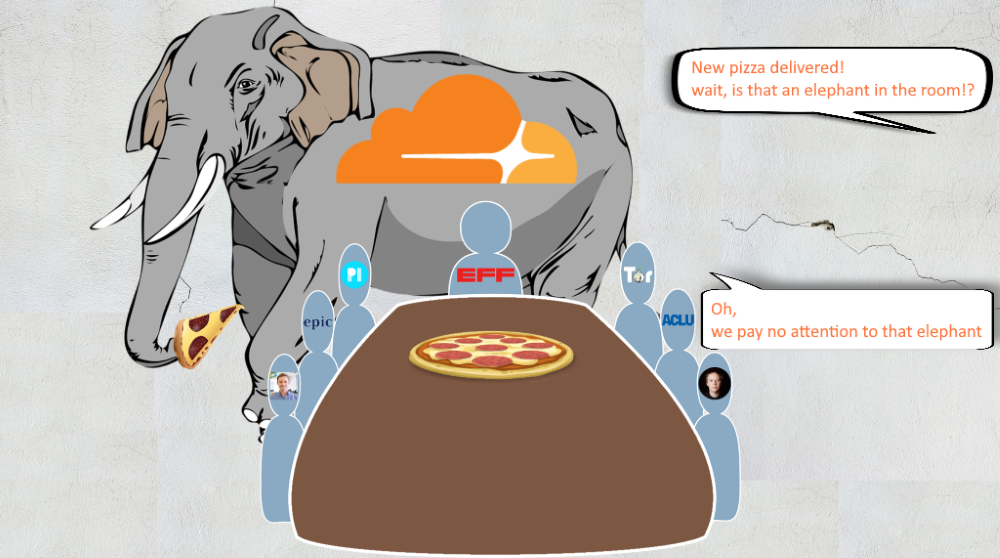 New pizza delivered!
wait, is that an elephant in the room!?
PI
EFF
Tor
epic
ACLU
Oh,
we pay no attention to that elephant